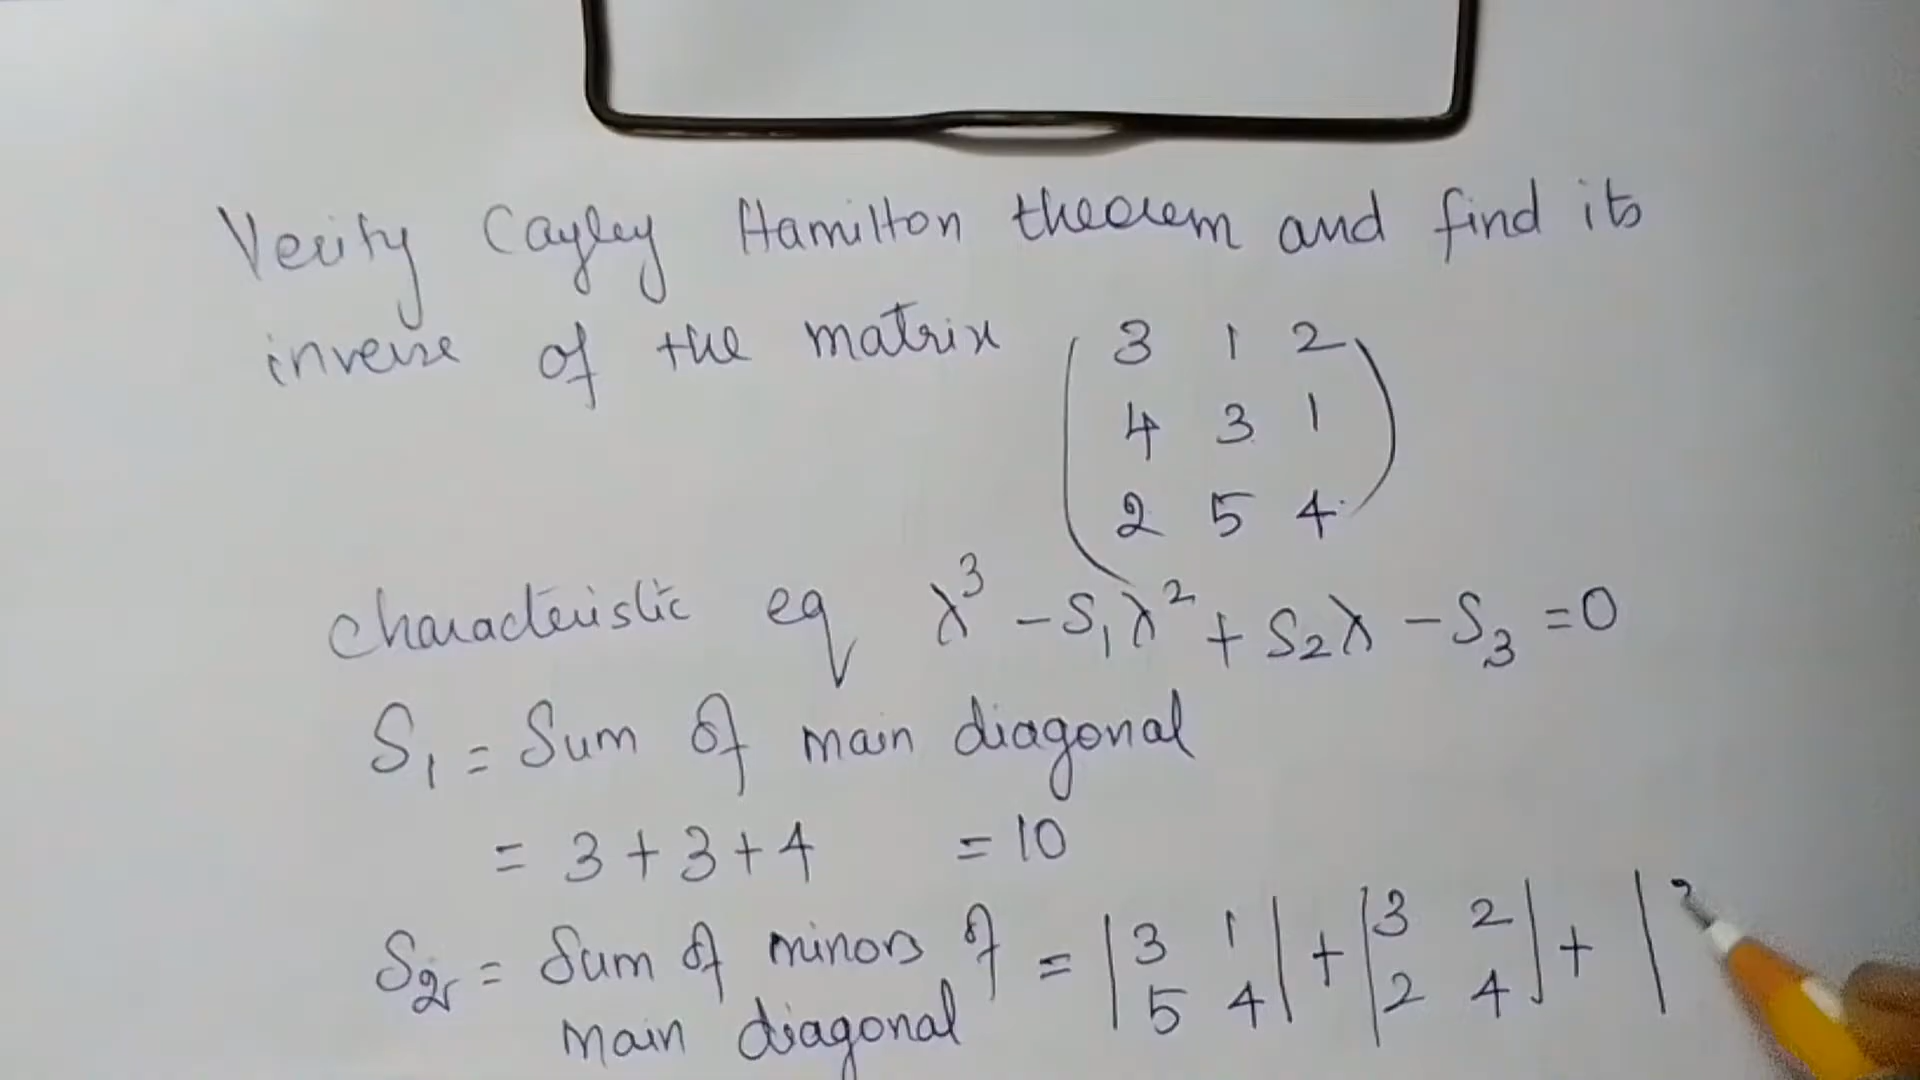 Verify Cayley Hamilton theorem and find its
inverse of the matrix ( 3 1 2
4 3 1
2 5 4 )
characteristic eq λ³ - S₁λ² + S₂λ - S₃ = 0
S₁ = Sum of main diagonal
= 3 + 3 + 4 = 10
S₂ = Sum of minors of = | 3 1 | + | 3 2 | + |
main diagonal | 5 4 | | 2 4 |